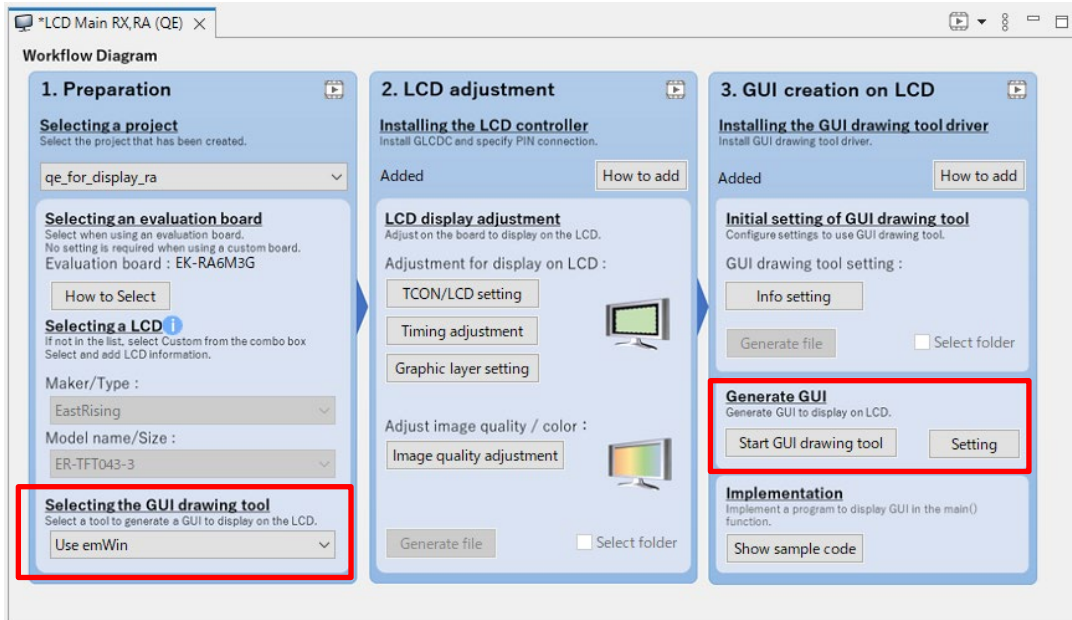 *LCD Main RX,RA (QE)
Workflow Diagram
1. Preparation
Selecting a project
Select the project that has been created.
qe_for_display_ra
Selecting an evaluation board
Select when using an evaluation board.
No setting is required when using a custom board.
Evaluation board : EK-RA6M3G
How to Select
Selecting a LCD
If not in the list, select Custom from the combo box
Select and add LCD information.
Maker/Type :
EastRising
Model name/Size :
ER-TFT043-3
Selecting the GUI drawing tool
Select a tool to generate a GUI to display on the LCD.
Use emWin
2. LCD adjustment
Installing the LCD controller
Install GLCDC and specify PIN connection.
Added How to add
LCD display adjustment
Adjust on the board to display on the LCD.
Adjustment for display on LCD :
TCON/LCD setting
Timing adjustment
Graphic layer setting
Adjust image quality / color :
Image quality adjustment
Generate file Select folder
3. GUI creation on LCD
Installing the GUI drawing tool driver
Install GUI drawing tool driver.
Added How to add
Initial setting of GUI drawing tool
Configure settings to use GUI drawing tool.
GUI drawing tool setting :
Info setting
Generate file Select folder
Generate GUI
Generate GUI to display on LCD.
Start GUI drawing tool Setting
Implementation
Implement a program to display GUI in the main()
function.
Show sample code